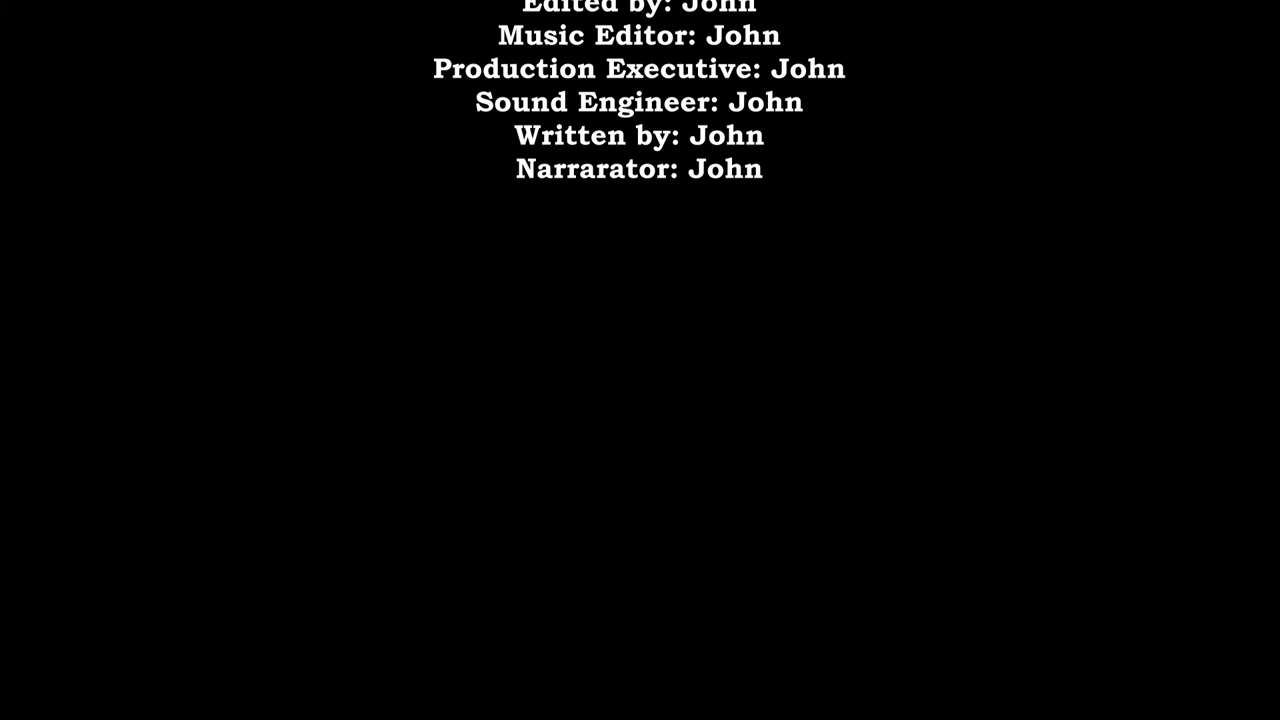 Edited by: John
Music Editor: John
Production Executive: John
Sound Engineer: John
Written by: John
Narrarator: John